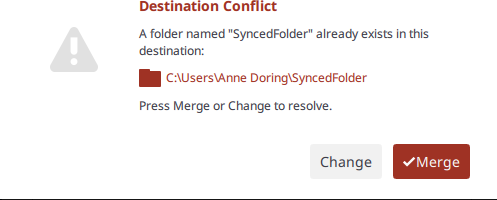 Destination Conflict
A folder named "SyncedFolder" already exists in this
destination:
C:\Users\Anne Doring\SyncedFolder
Press Merge or Change to resolve.
Change
Merge